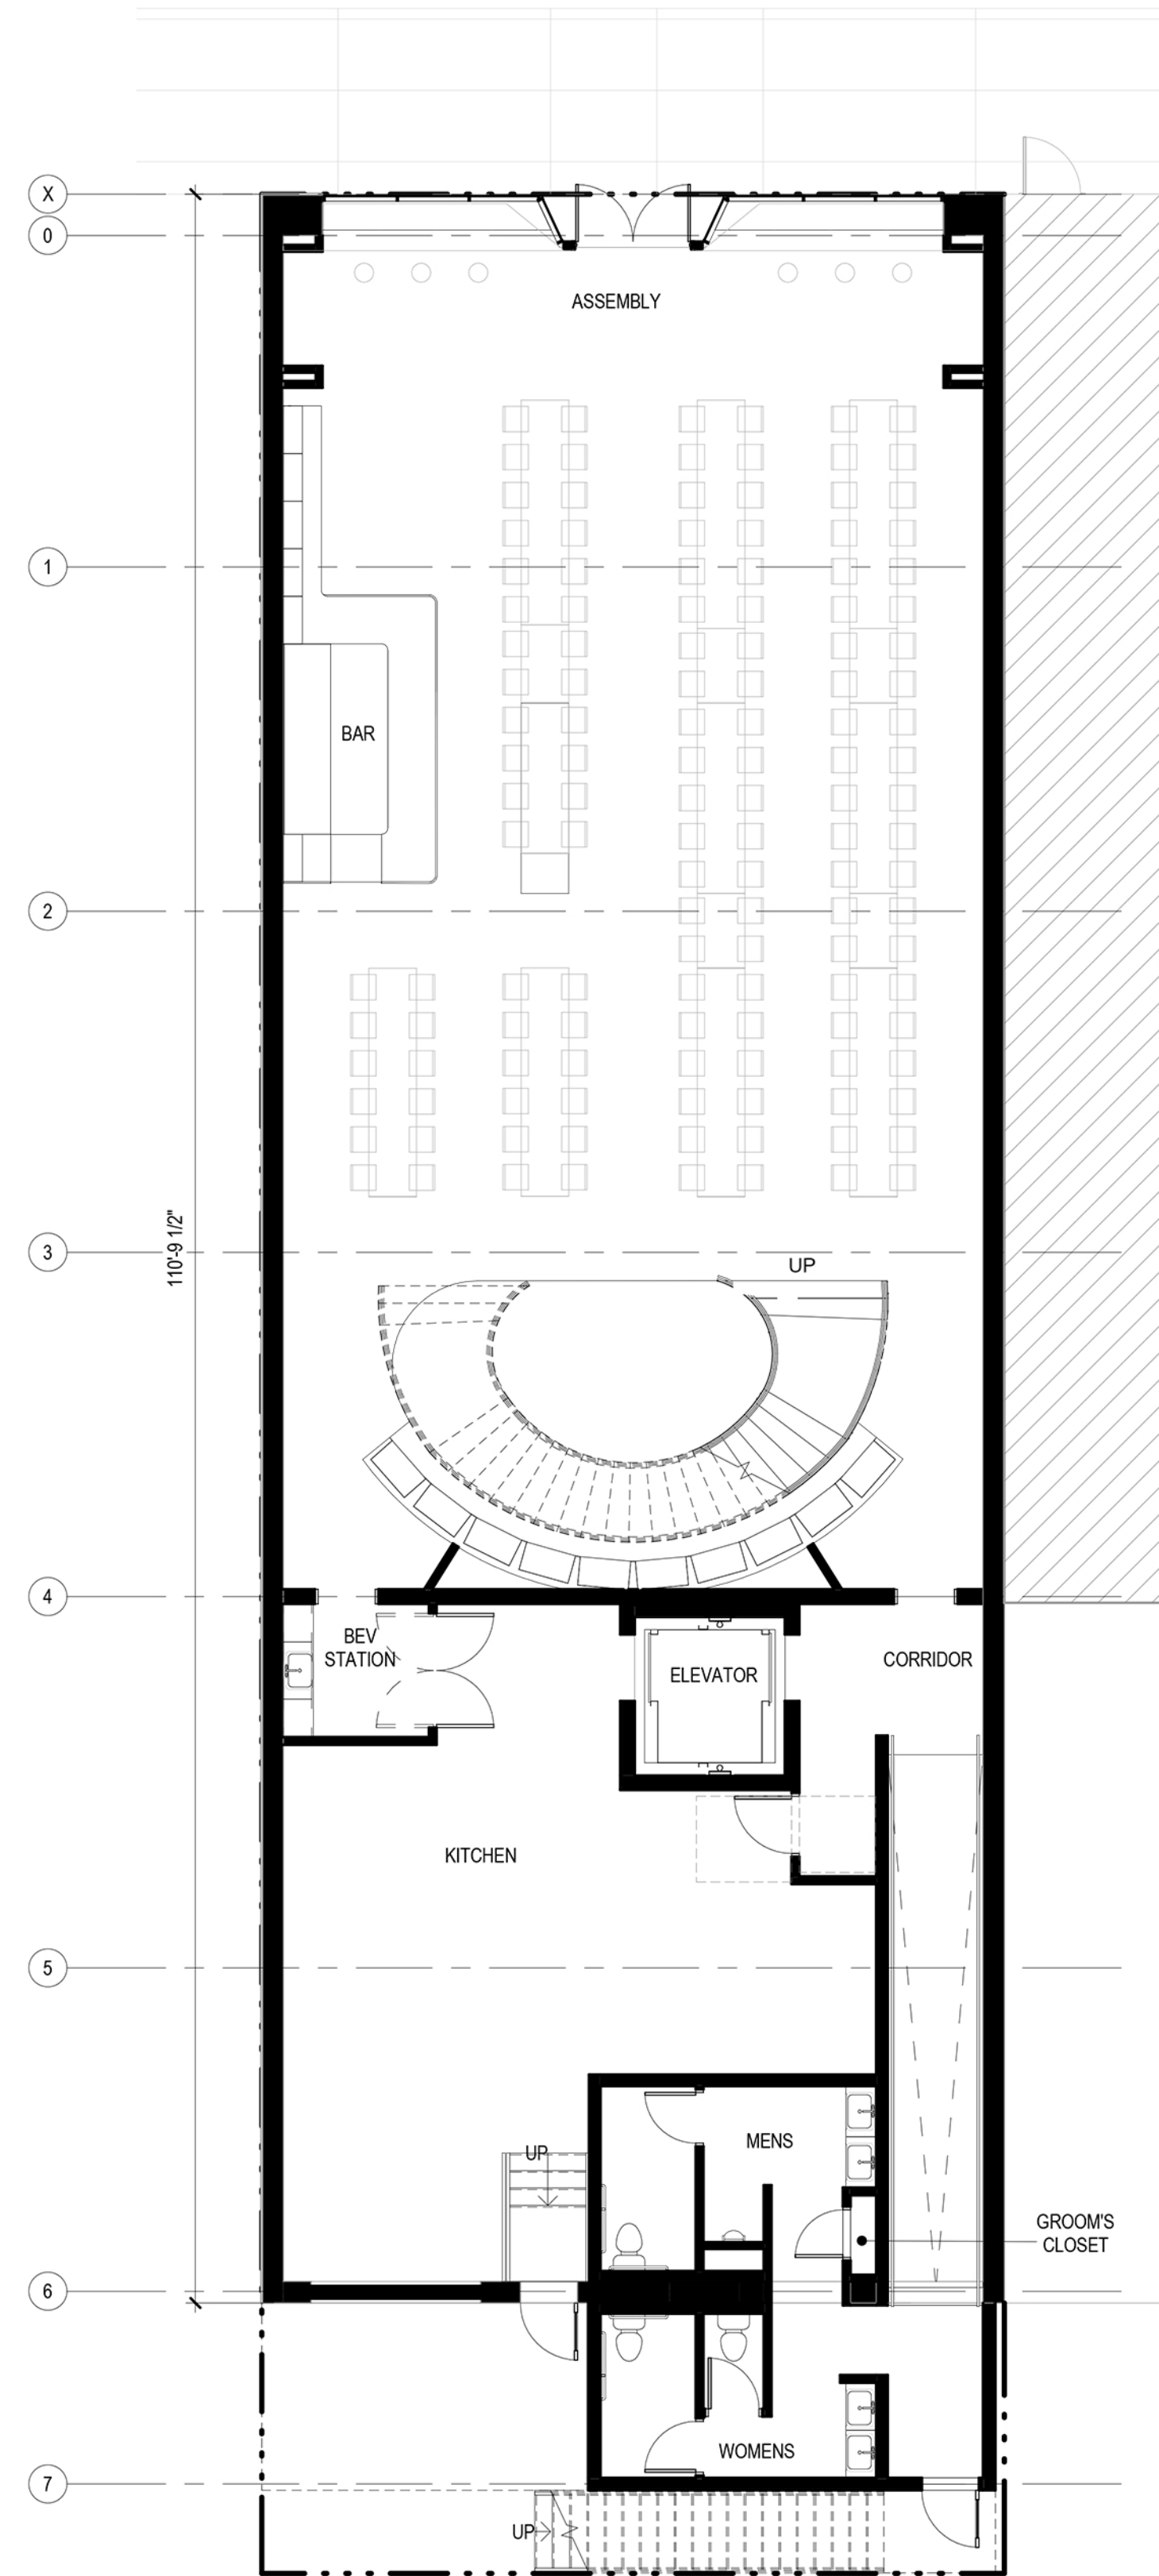 X
0
ASSEMBLY
1
BAR
2
110'-9 1/2"
3
UP
4
BEV
STATION
ELEVATOR
CORRIDOR
KITCHEN
5
MENS
UP
GROOM'S
CLOSET
6
WOMENS
7
UP